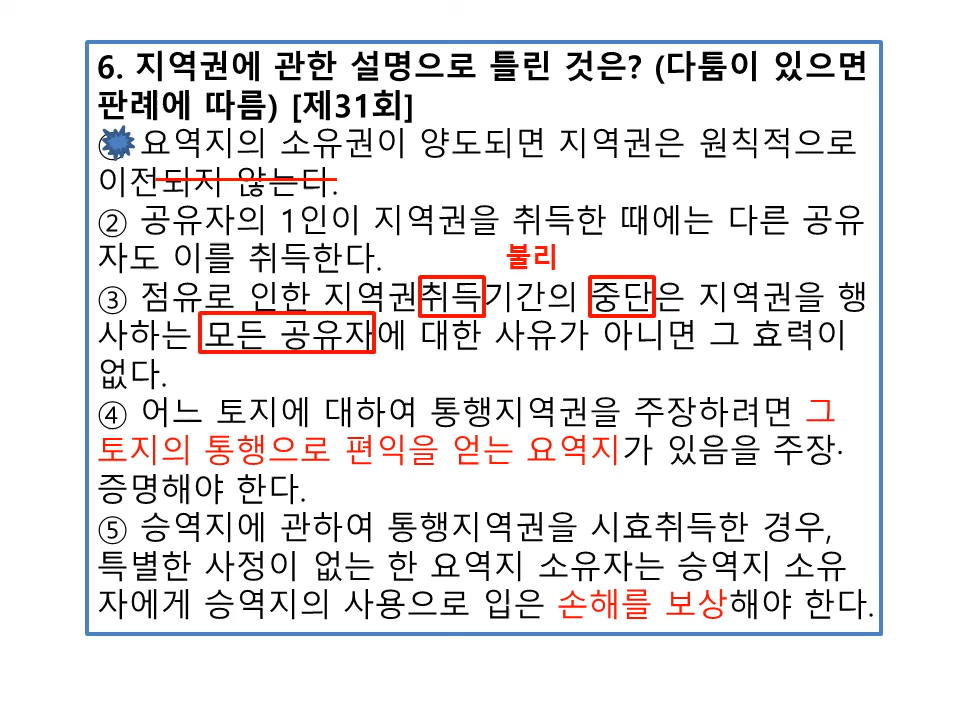 6. 지역권에 관한 설명으로 틀린 것은? (다툼이 있으면
판례에 따름) [제31회]
① 요역지의 소유권이 양도되면 지역권은 원칙적으로
이전되지 않는다.
② 공유자의 1인이 지역권을 취득한 때에는 다른 공유
자도 이를 취득한다.
불리
③ 점유로 인한 지역권취득기간의 중단은 지역권을 행
사하는 모든 공유자에 대한 사유가 아니면 그 효력이
없다.
④ 어느 토지에 대하여 통행지역권을 주장하려면 그
토지의 통행으로 편익을 얻는 요역지가 있음을 주장·
증명해야 한다.
⑤ 승역지에 관하여 통행지역권을 시효취득한 경우,
특별한 사정이 없는 한 요역지 소유자는 승역지 소유
자에게 승역지의 사용으로 입은 손해를 보상해야 한다.